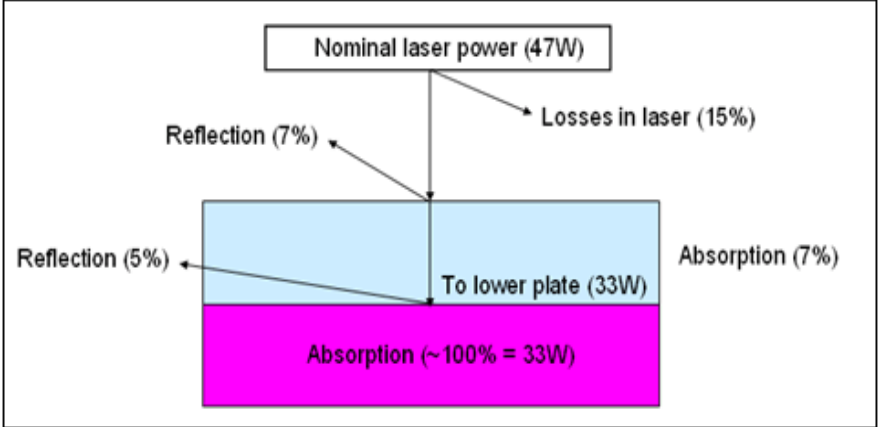 Nominal laser power (47W)
Losses in laser (15%)
Reflection (7%)
Reflection (5%)
Absorption (7%)
To lower plate (33W)
Absorption (~100% = 33W)